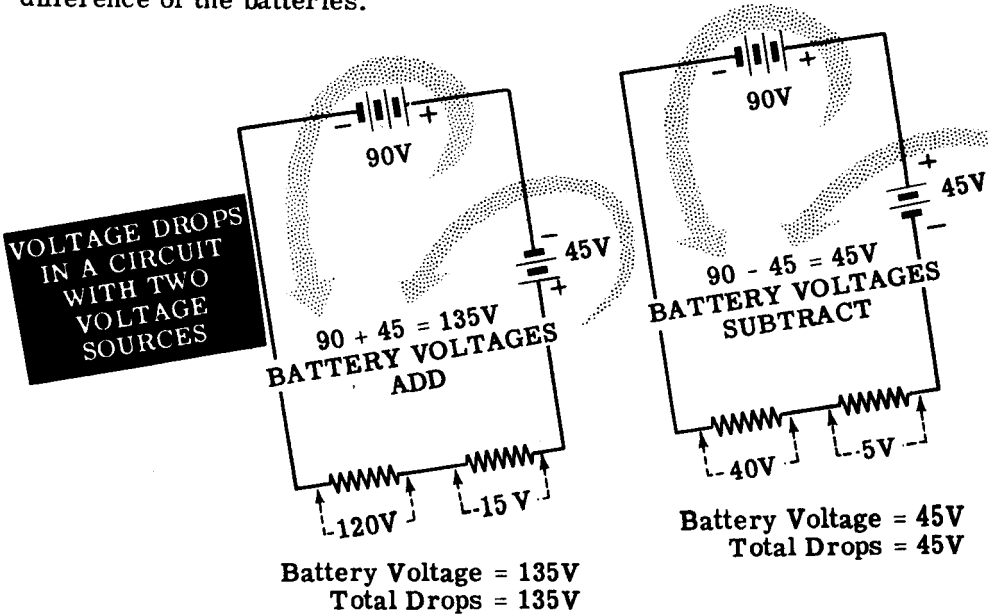 difference of the batteries.
VOLTAGE DROPS
IN A CIRCUIT
WITH TWO
VOLTAGE
SOURCES
- +
90V
-
45V
+
90 + 45 = 135V
BATTERY VOLTAGES
ADD
120V
15 V
Battery Voltage = 135V
Total Drops = 135V
- +
90V
+
45V
-
90 - 45 = 45V
BATTERY VOLTAGES
SUBTRACT
40V
5V
Battery Voltage = 45V
Total Drops = 45V